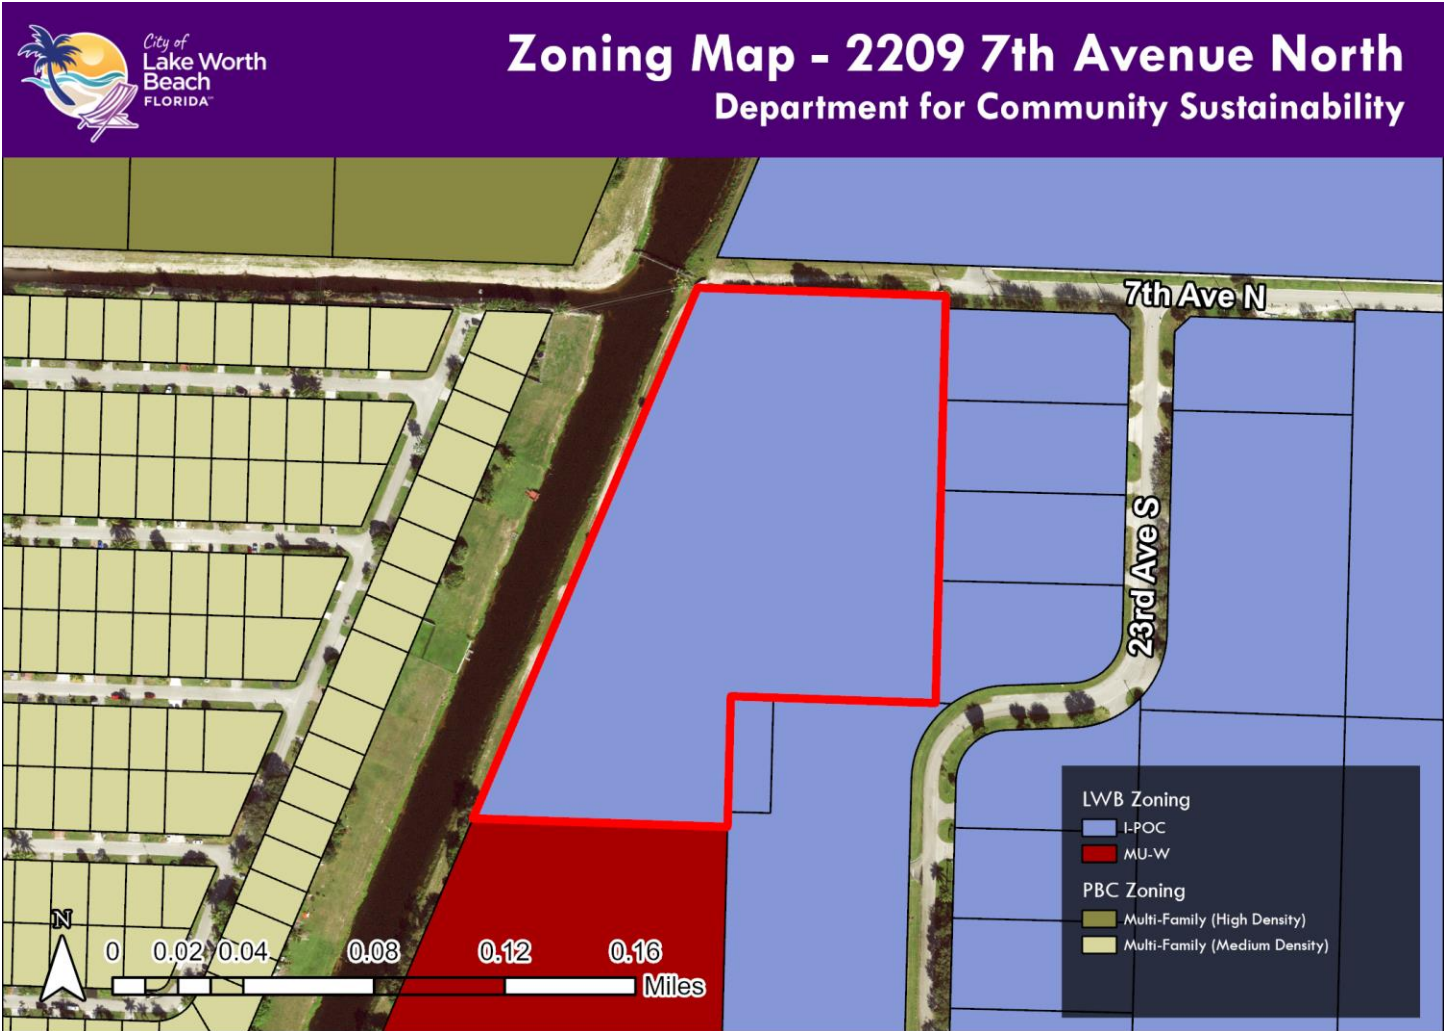 City of
Lake Worth
Beach
FLORIDA
Zoning Map - 2209 7th Avenue North
Department for Community Sustainability
7th Ave N
23rd Ave S
LWB Zoning
I-POC
MU-W
PBC Zoning
Multi-Family (High Density)
Multi-Family (Medium Density)
N
0 0.02 0.04 0.08 0.12 0.16
Miles